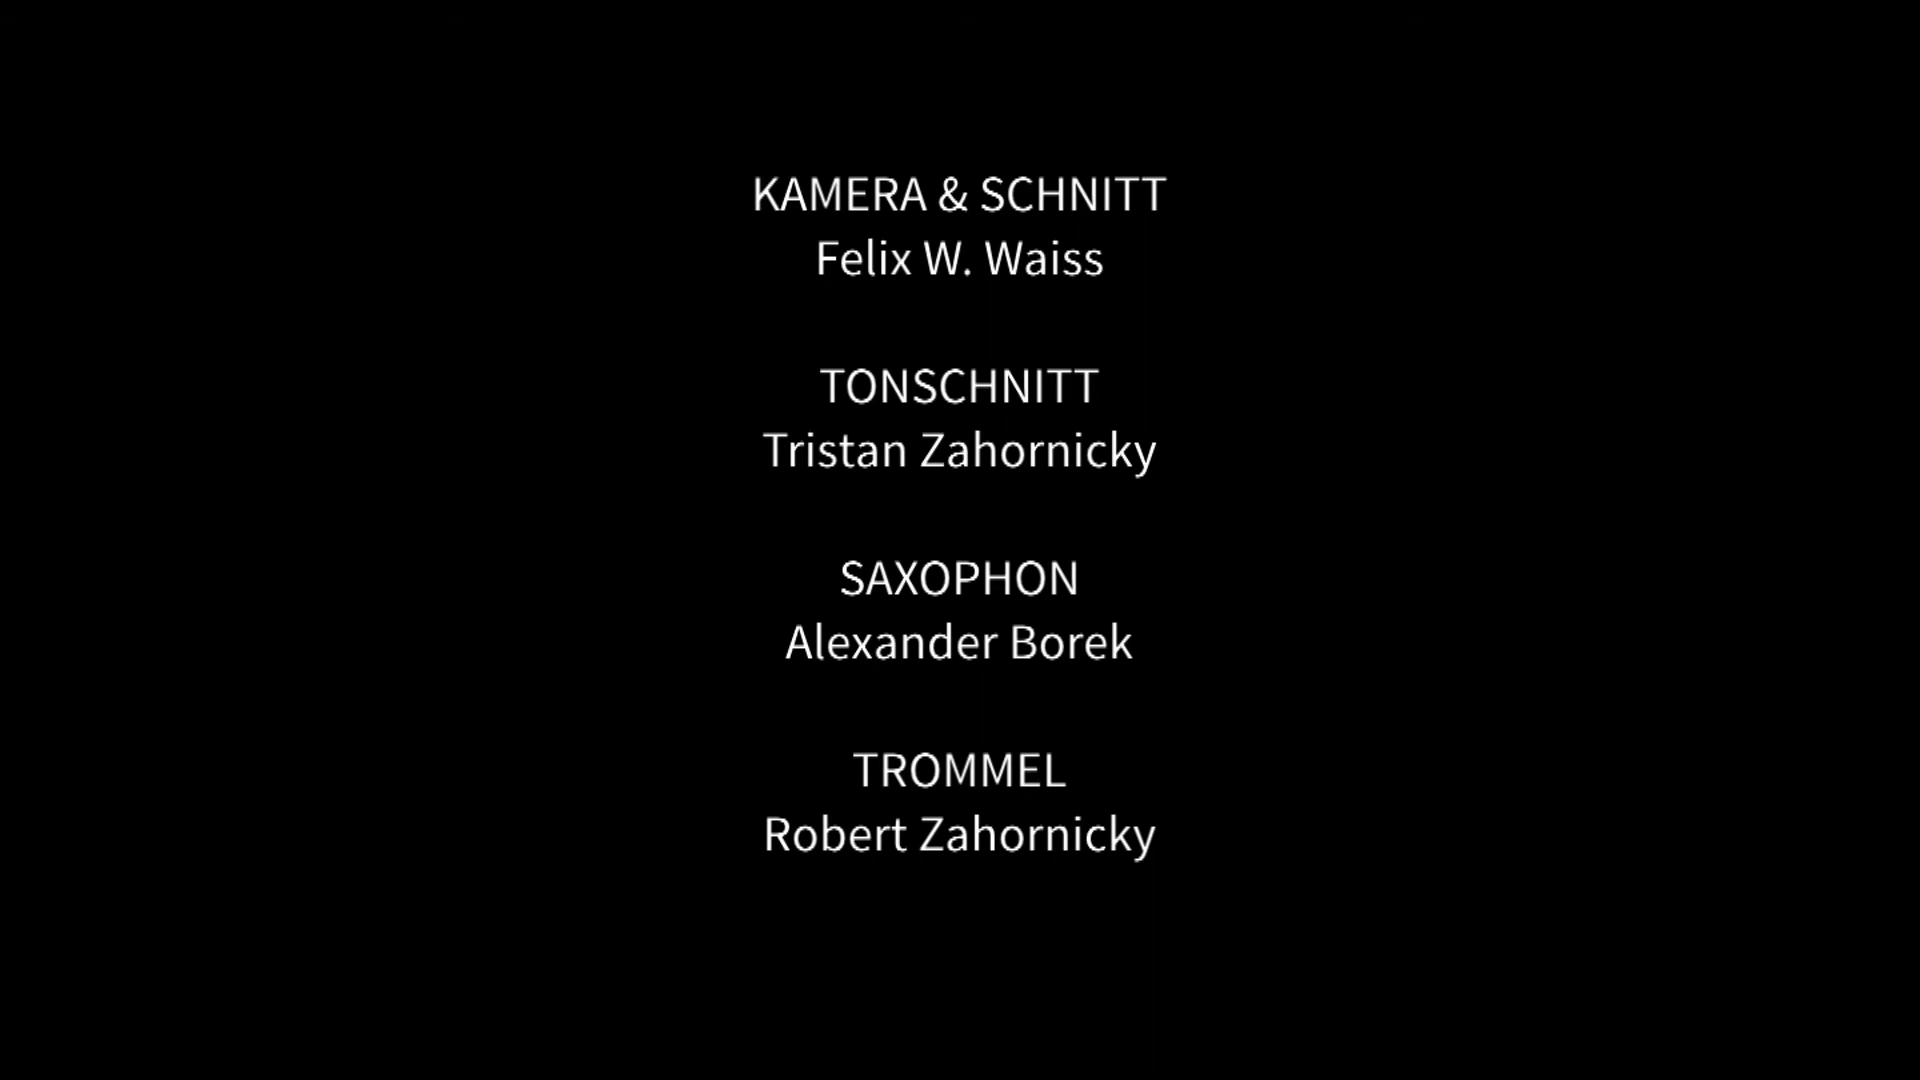 KAMERA & SCHNITT
Felix W. Waiss
TONSCHNITT
Tristan Zahornicky
SAXOPHON
Alexander Borek
TROMMEL
Robert Zahornicky